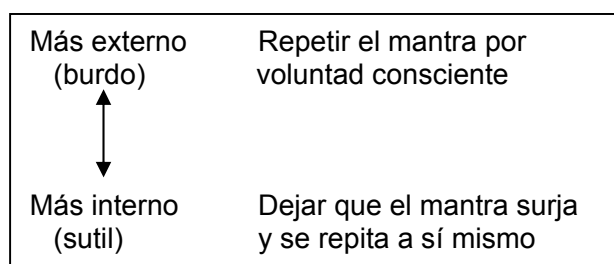 Más externo Repetir el mantra por
(burdo) voluntad consciente
Más interno Dejar que el mantra surja
(sutil) y se repita a sí mismo